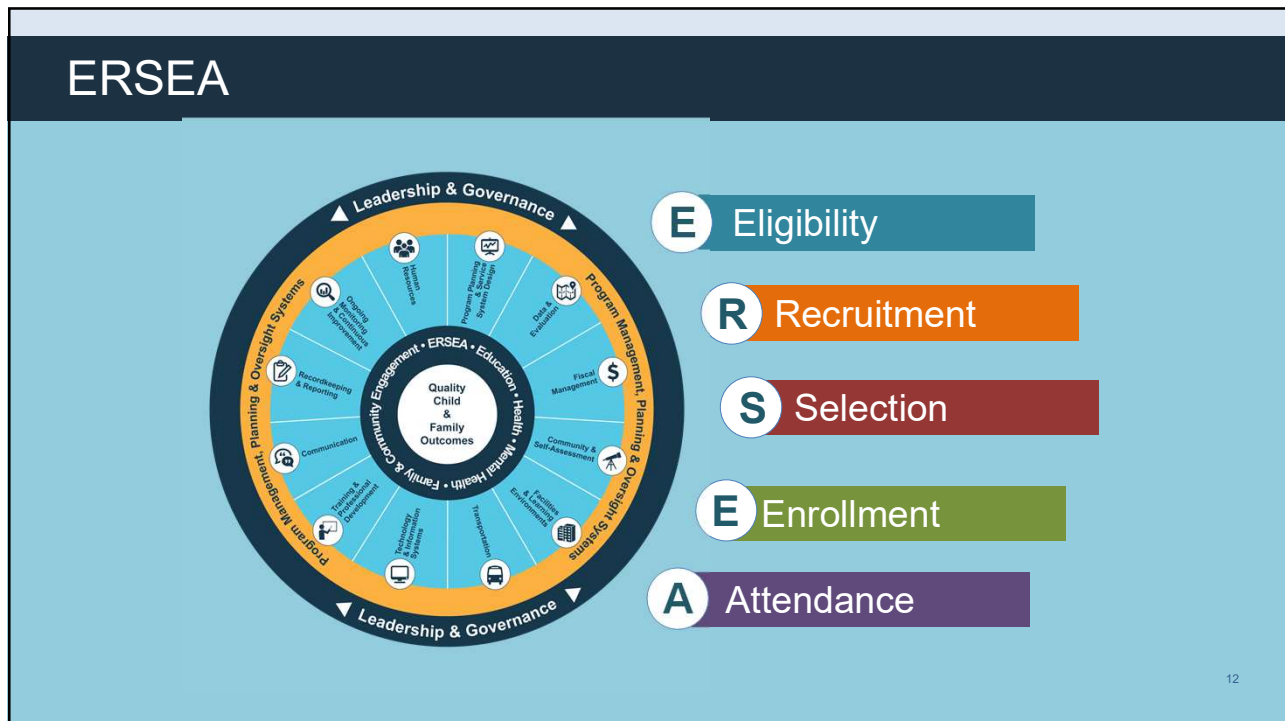 ERSEA
Leadership & Governance
Program Management, Planning & Oversight Systems
Program Management, Planning & Oversight Systems
Leadership & Governance
Human
Resources
Program Planning
& Service
System Design
Data &
Evaluation
Fiscal
Management
$
Community &
Self-Assessment
Facilities
& Learning
Environments
Transportation
Technology
& Information
Systems
Training &
Professional
Development
Communication
Recordkeeping
& Reporting
Ongoing
Monitoring
& Continuous
Improvement
ERSEA • Education • Health • Mental Health • Family & Community Engagement •
Quality
Child
&
Family
Outcomes
E Eligibility
R Recruitment
S Selection
E Enrollment
A Attendance
12